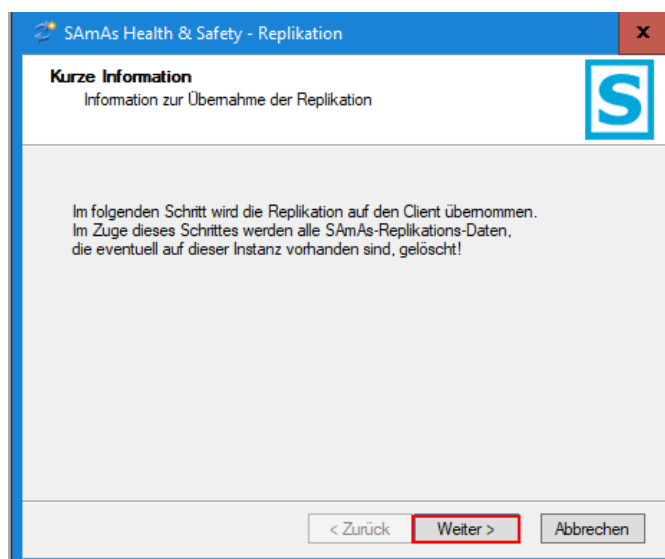 SAmAs Health & Safety - Replikation
x
Kurze Information
Information zur Übernahme der Replikation
S
Im folgenden Schritt wird die Replikation auf den Client übernommen.
Im Zuge dieses Schrittes werden alle SAmAs-Replikations-Daten,
die eventuell auf dieser Instanz vorhanden sind, gelöscht!
< Zurück Weiter > Abbrechen